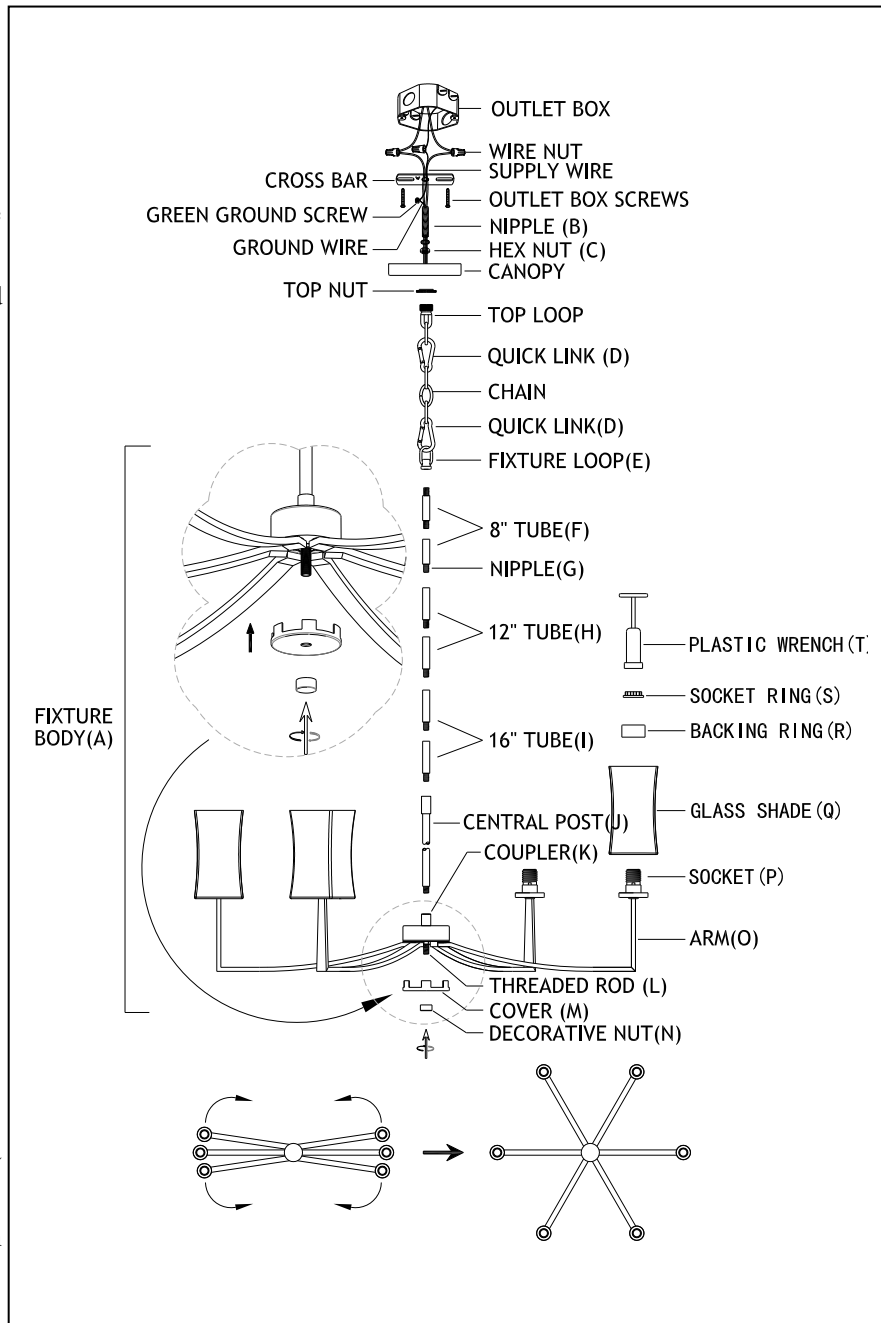 OUTLET BOX
WIRE NUT
SUPPLY WIRE
CROSS BAR
OUTLET BOX SCREWS
GREEN GROUND SCREW
NIPPLE (B)
GROUND WIRE
HEX NUT (C)
CANOPY
TOP NUT
TOP LOOP
QUICK LINK (D)
CHAIN
QUICK LINK(D)
FIXTURE LOOP(E)
8" TUBE(F)
NIPPLE(G)
12" TUBE(H)
PLASTIC WRENCH(T)
SOCKET RING(S)
FIXTURE
BODY(A)
16" TUBE(I)
BACKING RING(R)
GLASS SHADE(Q)
CENTRAL POST(J)
COUPLER(K)
SOCKET(P)
ARM(O)
THREADED ROD (L)
COVER (M)
DECORATIVE NUT(N)